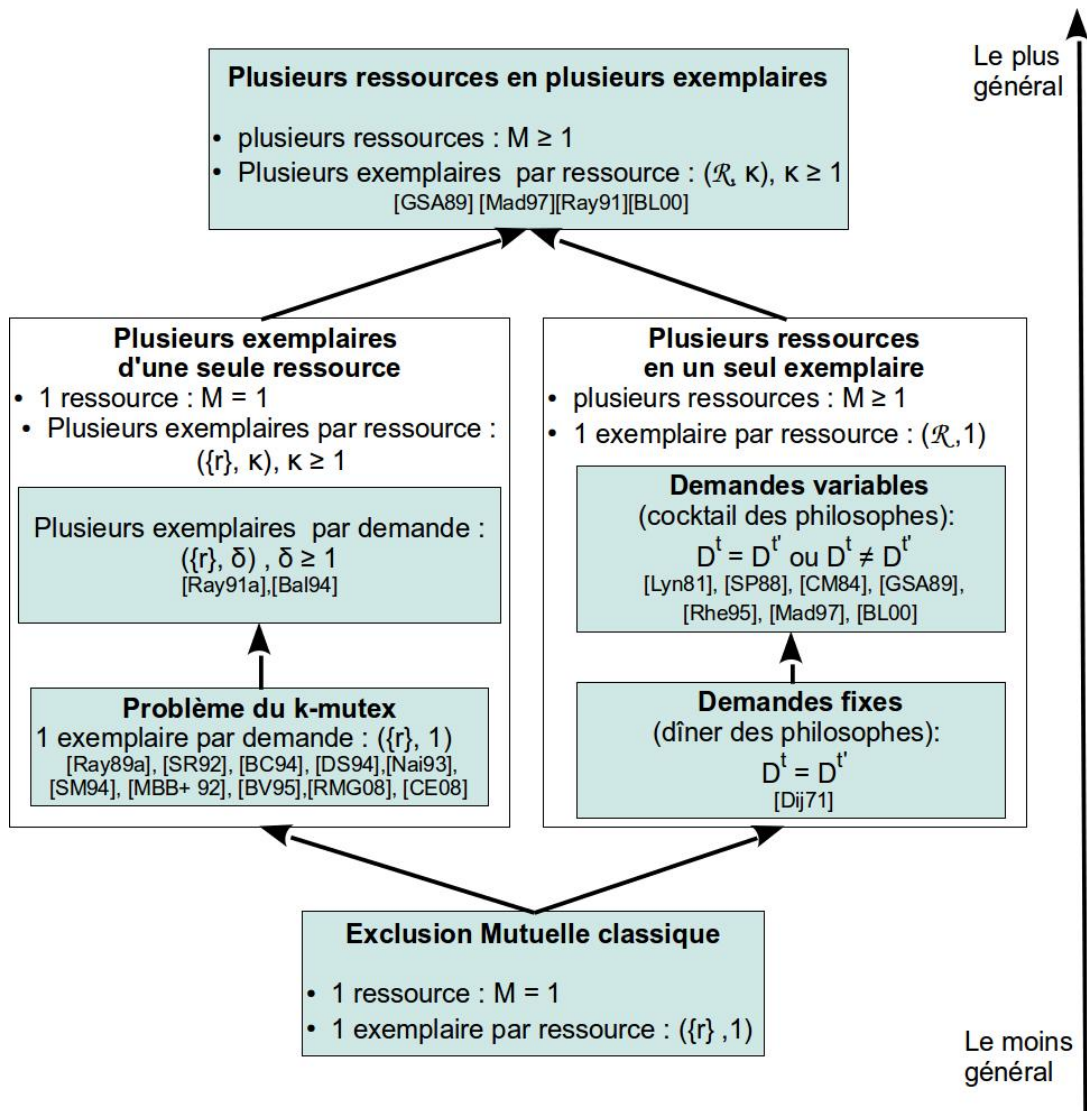 Le plus
général
Plusieurs ressources en plusieurs exemplaires
• plusieurs ressources : M ≥ 1
• Plusieurs exemplaires par ressource : (ℛ, κ), κ ≥ 1
[GSA89] [Mad97][Ray91][BL00]
Plusieurs exemplaires
d'une seule ressource
• 1 ressource : M = 1
• Plusieurs exemplaires par ressource :
({r}, κ), κ ≥ 1
Plusieurs exemplaires par demande :
({r}, δ) , δ ≥ 1
[Ray91a],[Bal94]
Problème du k-mutex
1 exemplaire par demande : ({r}, 1)
[Ray89a], [SR92], [BC94], [DS94],[Nai93],
[SM94], [MBB+ 92], [BV95],[RMG08], [CE08]
Plusieurs ressources
en un seul exemplaire
• plusieurs ressources : M ≥ 1
• 1 exemplaire par ressource : (ℛ ,1)
Demandes variables
(cocktail des philosophes):
D^t = D^t' ou D^t ≠ D^t'
[Lyn81], [SP88], [CM84], [GSA89],
[Rhe95], [Mad97], [BL00]
Demandes fixes
(dîner des philosophes):
D^t = D^t'
[Dij71]
Exclusion Mutuelle classique
• 1 ressource : M = 1
• 1 exemplaire par ressource : ({r} ,1)
Le moins
général